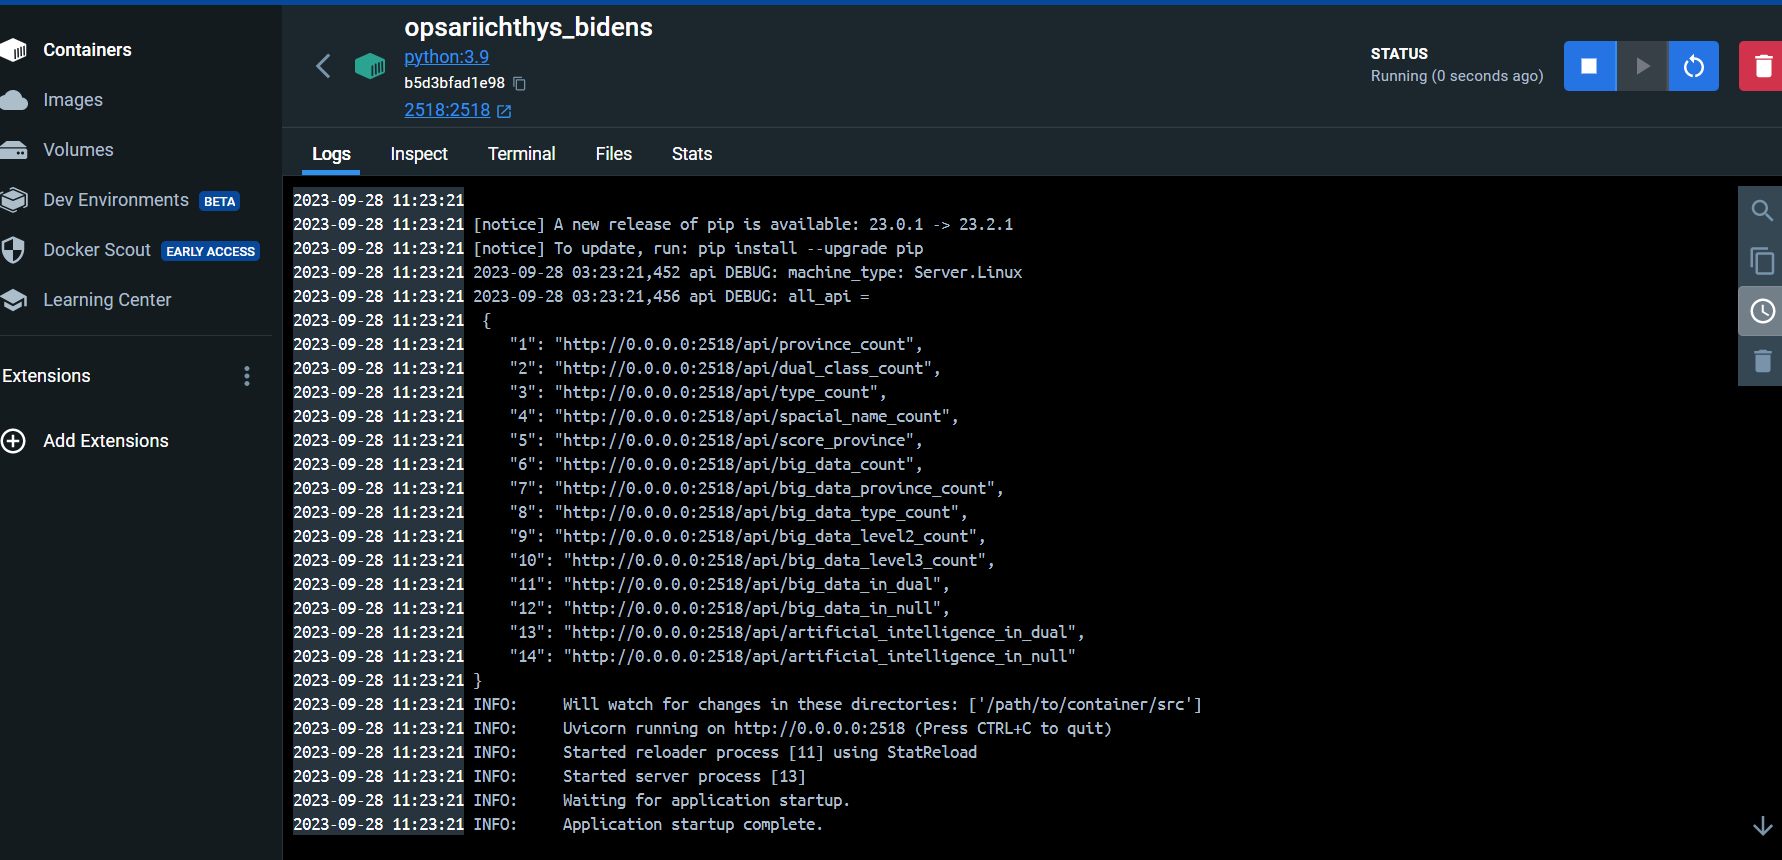 Containers
Images
Volumes
Dev Environments BETA
Docker Scout EARLY ACCESS
Learning Center
Extensions
Add Extensions
opsariichthys_bidens
python:3.9
b5d3bfad1e98
2518:2518
STATUS
Running (0 seconds ago)
Logs Inspect Terminal Files Stats
2023-09-28 11:23:21
2023-09-28 11:23:21 [notice] A new release of pip is available: 23.0.1 -> 23.2.1
2023-09-28 11:23:21 [notice] To update, run: pip install --upgrade pip
2023-09-28 11:23:21 2023-09-28 03:23:21,452 api DEBUG: machine_type: Server.Linux
2023-09-28 11:23:21 2023-09-28 03:23:21,456 api DEBUG: all_api =
2023-09-28 11:23:21  {
2023-09-28 11:23:21     "1": "http://0.0.0.0:2518/api/province_count",
2023-09-28 11:23:21     "2": "http://0.0.0.0:2518/api/dual_class_count",
2023-09-28 11:23:21     "3": "http://0.0.0.0:2518/api/type_count",
2023-09-28 11:23:21     "4": "http://0.0.0.0:2518/api/spacial_name_count",
2023-09-28 11:23:21     "5": "http://0.0.0.0:2518/api/score_province",
2023-09-28 11:23:21     "6": "http://0.0.0.0:2518/api/big_data_count",
2023-09-28 11:23:21     "7": "http://0.0.0.0:2518/api/big_data_province_count",
2023-09-28 11:23:21     "8": "http://0.0.0.0:2518/api/big_data_type_count",
2023-09-28 11:23:21     "9": "http://0.0.0.0:2518/api/big_data_level2_count",
2023-09-28 11:23:21     "10": "http://0.0.0.0:2518/api/big_data_level3_count",
2023-09-28 11:23:21     "11": "http://0.0.0.0:2518/api/big_data_in_dual",
2023-09-28 11:23:21     "12": "http://0.0.0.0:2518/api/big_data_in_null",
2023-09-28 11:23:21     "13": "http://0.0.0.0:2518/api/artificial_intelligence_in_dual",
2023-09-28 11:23:21     "14": "http://0.0.0.0:2518/api/artificial_intelligence_in_null"
2023-09-28 11:23:21 }
2023-09-28 11:23:21 INFO:     Will watch for changes in these directories: ['/path/to/container/src']
2023-09-28 11:23:21 INFO:     Uvicorn running on http://0.0.0.0:2518 (Press CTRL+C to quit)
2023-09-28 11:23:21 INFO:     Started reloader process [11] using StatReload
2023-09-28 11:23:21 INFO:     Started server process [13]
2023-09-28 11:23:21 INFO:     Waiting for application startup.
2023-09-28 11:23:21 INFO:     Application startup complete.